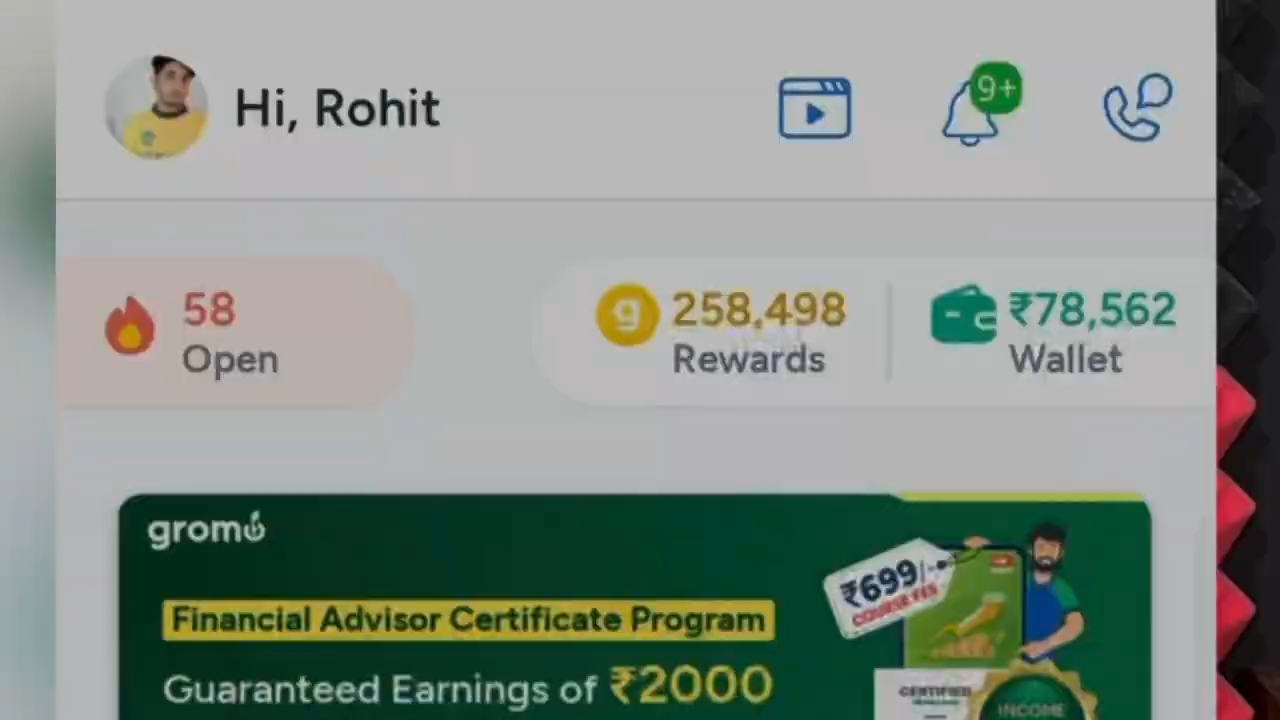 Hi, Rohit
9+
58
Open
g 258,498
Rewards
₹78,562
Wallet
gromo
Financial Advisor Certificate Program
Guaranteed Earnings of ₹2000
₹699/-
COURSE FEE
CERTIFIED
INCOME